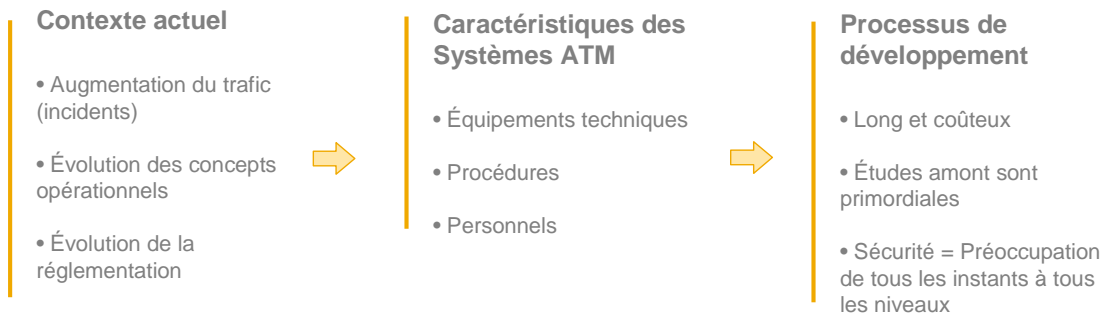 Contexte actuel
• Augmentation du trafic
(incidents)
• Évolution des concepts
opérationnels
• Évolution de la
réglementation
Caractéristiques des
Systèmes ATM
• Équipements techniques
• Procédures
• Personnels
Processus de
développement
• Long et coûteux
• Études amont sont
primordiales
• Sécurité = Préoccupation
de tous les instants à tous
les niveaux